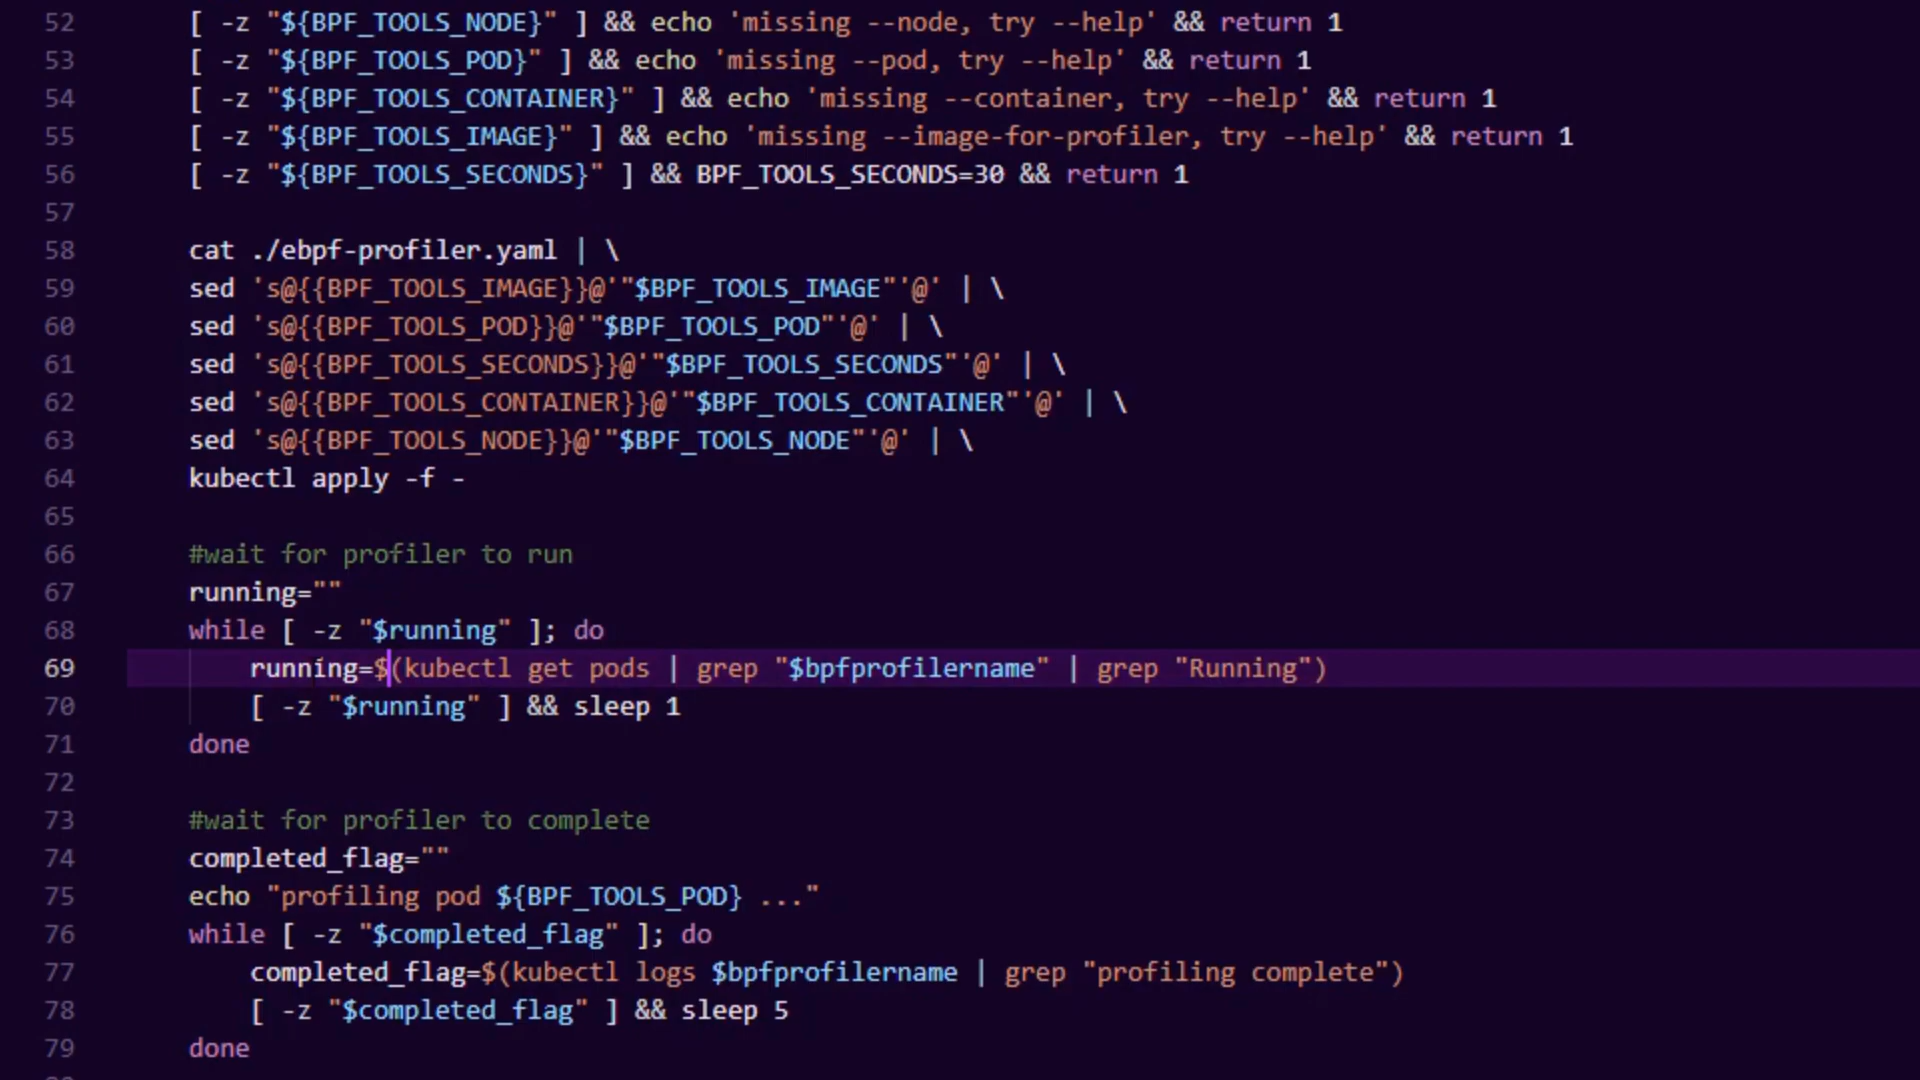 52 [ -z "${BPF_TOOLS_NODE}" ] && echo 'missing --node, try --help' && return 1
53 [ -z "${BPF_TOOLS_POD}" ] && echo 'missing --pod, try --help' && return 1
54 [ -z "${BPF_TOOLS_CONTAINER}" ] && echo 'missing --container, try --help' && return 1
55 [ -z "${BPF_TOOLS_IMAGE}" ] && echo 'missing --image-for-profiler, try --help' && return 1
56 [ -z "${BPF_TOOLS_SECONDS}" ] && BPF_TOOLS_SECONDS=30 && return 1
57
58 cat ./ebpf-profiler.yaml | \
59 sed 's@{{BPF_TOOLS_IMAGE}}@'"$BPF_TOOLS_IMAGE"'@' | \
60 sed 's@{{BPF_TOOLS_POD}}@'"$BPF_TOOLS_POD"'@' | \
61 sed 's@{{BPF_TOOLS_SECONDS}}@'"$BPF_TOOLS_SECONDS"'@' | \
62 sed 's@{{BPF_TOOLS_CONTAINER}}@'"$BPF_TOOLS_CONTAINER"'@' | \
63 sed 's@{{BPF_TOOLS_NODE}}@'"$BPF_TOOLS_NODE"'@' | \
64 kubectl apply -f -
65
66 #wait for profiler to run
67 running=""
68 while [ -z "$running" ]; do
69 running=$(kubectl get pods | grep "$bpfprofilername" | grep "Running")
70 [ -z "$running" ] && sleep 1
71 done
72
73 #wait for profiler to complete
74 completed_flag=""
75 echo "profiling pod ${BPF_TOOLS_POD} ..."
76 while [ -z "$completed_flag" ]; do
77 completed_flag=$(kubectl logs $bpfprofilername | grep "profiling complete")
78 [ -z "$completed_flag" ] && sleep 5
79 done